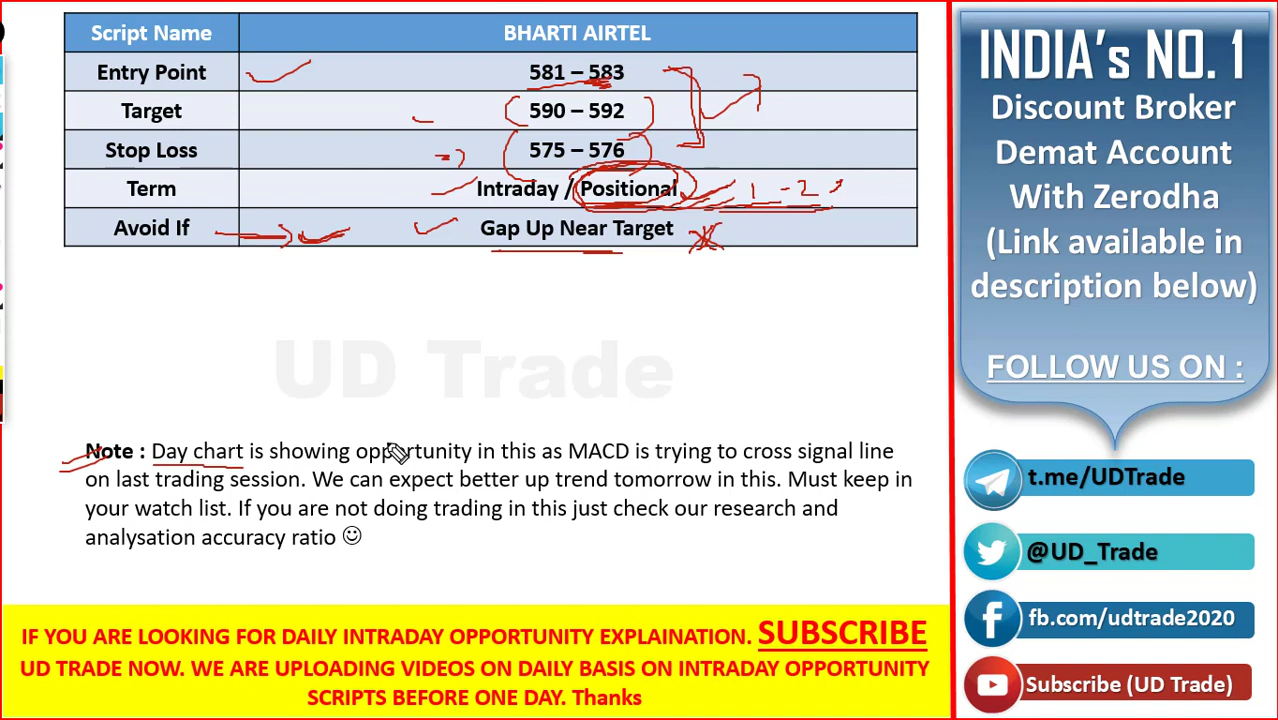 Script Name BHARTI AIRTEL
Entry Point 581 – 583
Target 590 – 592
Stop Loss 575 – 576
Term Intraday / Positional 1 - 2
Avoid If Gap Up Near Target
UD Trade
Note : Day chart is showing opportunity in this as MACD is trying to cross signal line
on last trading session. We can expect better up trend tomorrow in this. Must keep in
your watch list. If you are not doing trading in this just check our research and
analysation accuracy ratio ☺
IF YOU ARE LOOKING FOR DAILY INTRADAY OPPORTUNITY EXPLAINATION. SUBSCRIBE
UD TRADE NOW. WE ARE UPLOADING VIDEOS ON DAILY BASIS ON INTRADAY OPPORTUNITY
SCRIPTS BEFORE ONE DAY. Thanks
INDIA's NO. 1
Discount Broker
Demat Account
With Zerodha
(Link available in
description below)
FOLLOW US ON :
t.me/UDTrade
@UD_Trade
fb.com/udtrade2020
Subscribe (UD Trade)